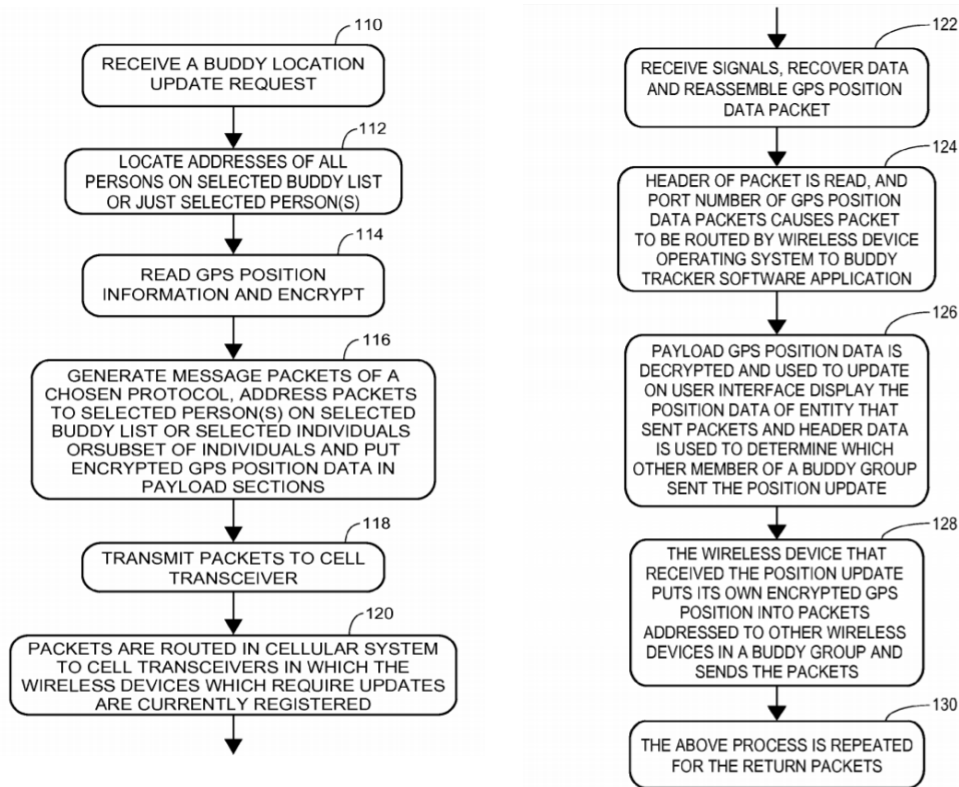 110
RECEIVE A BUDDY LOCATION
UPDATE REQUEST
112
LOCATE ADDRESSES OF ALL
PERSONS ON SELECTED BUDDY LIST
OR JUST SELECTED PERSON(S)
114
READ GPS POSITION
INFORMATION AND ENCRYPT
116
GENERATE MESSAGE PACKETS OF A
CHOSEN PROTOCOL, ADDRESS PACKETS
TO SELECTED PERSON(S) ON SELECTED
BUDDY LIST OR SELECTED INDIVIDUALS
ORSUBSET OF INDIVIDUALS AND PUT
ENCRYPTED GPS POSITION DATA IN
PAYLOAD SECTIONS
118
TRANSMIT PACKETS TO CELL
TRANSCEIVER
120
PACKETS ARE ROUTED IN CELLULAR SYSTEM
TO CELL TRANSCEIVERS IN WHICH THE
WIRELESS DEVICES WHICH REQUIRE UPDATES
ARE CURRENTLY REGISTERED
122
RECEIVE SIGNALS, RECOVER DATA
AND REASSEMBLE GPS POSITION
DATA PACKET
124
HEADER OF PACKET IS READ, AND
PORT NUMBER OF GPS POSITION
DATA PACKETS CAUSES PACKET
TO BE ROUTED BY WIRELESS DEVICE
OPERATING SYSTEM TO BUDDY
TRACKER SOFTWARE APPLICATION
126
PAYLOAD GPS POSITION DATA IS
DECRYPTED AND USED TO UPDATE
ON USER INTERFACE DISPLAY THE
POSITION DATA OF ENTITY THAT
SENT PACKETS AND HEADER DATA
IS USED TO DETERMINE WHICH
OTHER MEMBER OF A BUDDY GROUP
SENT THE POSITION UPDATE
128
THE WIRELESS DEVICE THAT
RECEIVED THE POSITION UPDATE
PUTS ITS OWN ENCRYPTED GPS
POSITION INTO PACKETS
ADDRESSED TO OTHER WIRELESS
DEVICES IN A BUDDY GROUP AND
SENDS THE PACKETS
130
THE ABOVE PROCESS IS REPEATED
FOR THE RETURN PACKETS